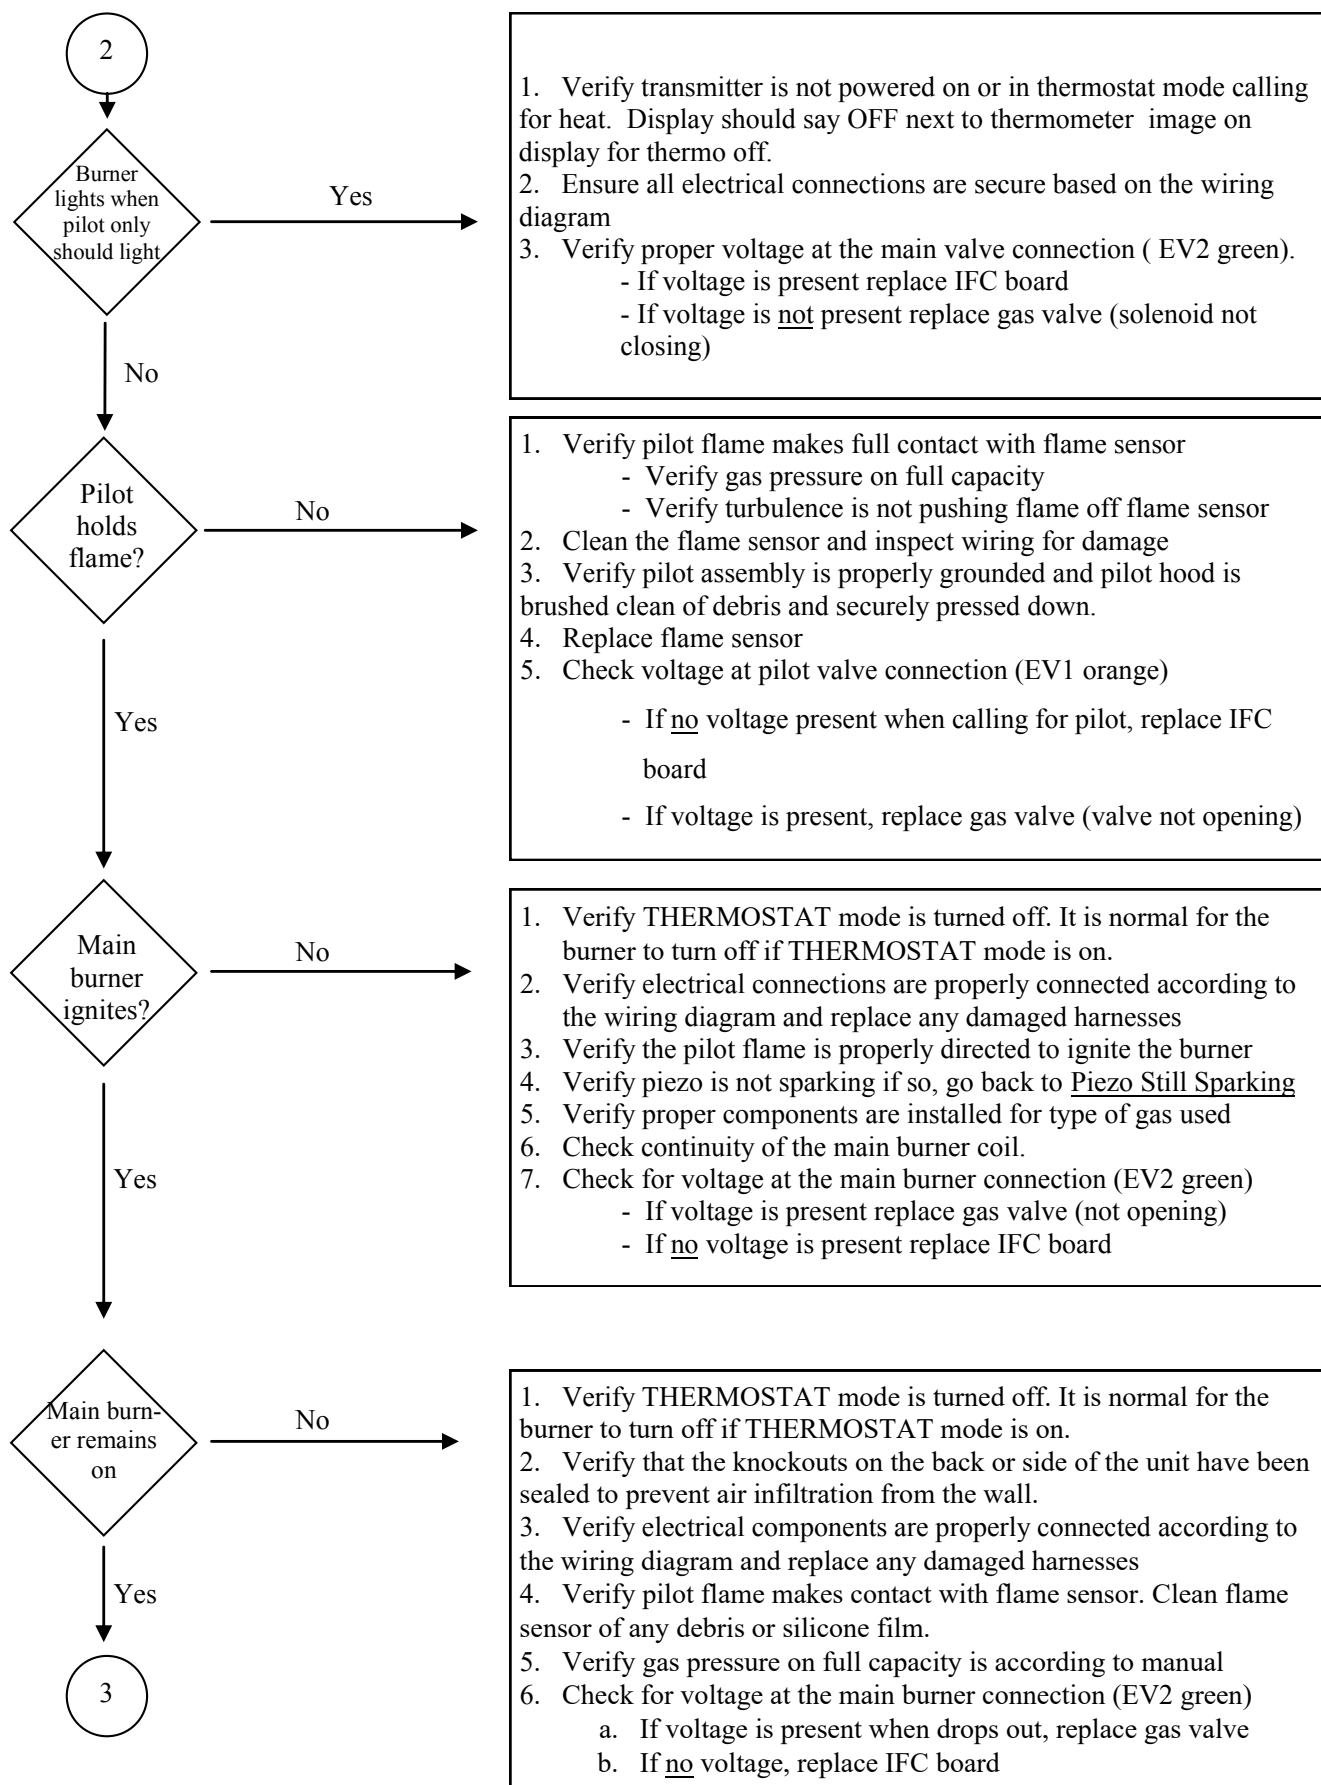 2
Burner
lights when
pilot only
should light
Yes
No
1. Verify transmitter is not powered on or in thermostat mode calling
for heat. Display should say OFF next to thermometer image on
display for thermo off.
2. Ensure all electrical connections are secure based on the wiring
diagram
3. Verify proper voltage at the main valve connection ( EV2 green).
- If voltage is present replace IFC board
- If voltage is not present replace gas valve (solenoid not
closing)
Pilot
holds
flame?
No
Yes
1. Verify pilot flame makes full contact with flame sensor
- Verify gas pressure on full capacity
- Verify turbulence is not pushing flame off flame sensor
2. Clean the flame sensor and inspect wiring for damage
3. Verify pilot assembly is properly grounded and pilot hood is
brushed clean of debris and securely pressed down.
4. Replace flame sensor
5. Check voltage at pilot valve connection (EV1 orange)
- If no voltage present when calling for pilot, replace IFC
board
- If voltage is present, replace gas valve (valve not opening)
Main
burner
ignites?
No
Yes
1. Verify THERMOSTAT mode is turned off. It is normal for the
burner to turn off if THERMOSTAT mode is on.
2. Verify electrical connections are properly connected according to
the wiring diagram and replace any damaged harnesses
3. Verify the pilot flame is properly directed to ignite the burner
4. Verify piezo is not sparking if so, go back to Piezo Still Sparking
5. Verify proper components are installed for type of gas used
6. Check continuity of the main burner coil.
7. Check for voltage at the main burner connection (EV2 green)
- If voltage is present replace gas valve (not opening)
- If no voltage is present replace IFC board
Main burn-
er remains
on
No
Yes
1. Verify THERMOSTAT mode is turned off. It is normal for the
burner to turn off if THERMOSTAT mode is on.
2. Verify that the knockouts on the back or side of the unit have been
sealed to prevent air infiltration from the wall.
3. Verify electrical components are properly connected according to
the wiring diagram and replace any damaged harnesses
4. Verify pilot flame makes contact with flame sensor. Clean flame
sensor of any debris or silicone film.
5. Verify gas pressure on full capacity is according to manual
6. Check for voltage at the main burner connection (EV2 green)
a. If voltage is present when drops out, replace gas valve
b. If no voltage, replace IFC board
3